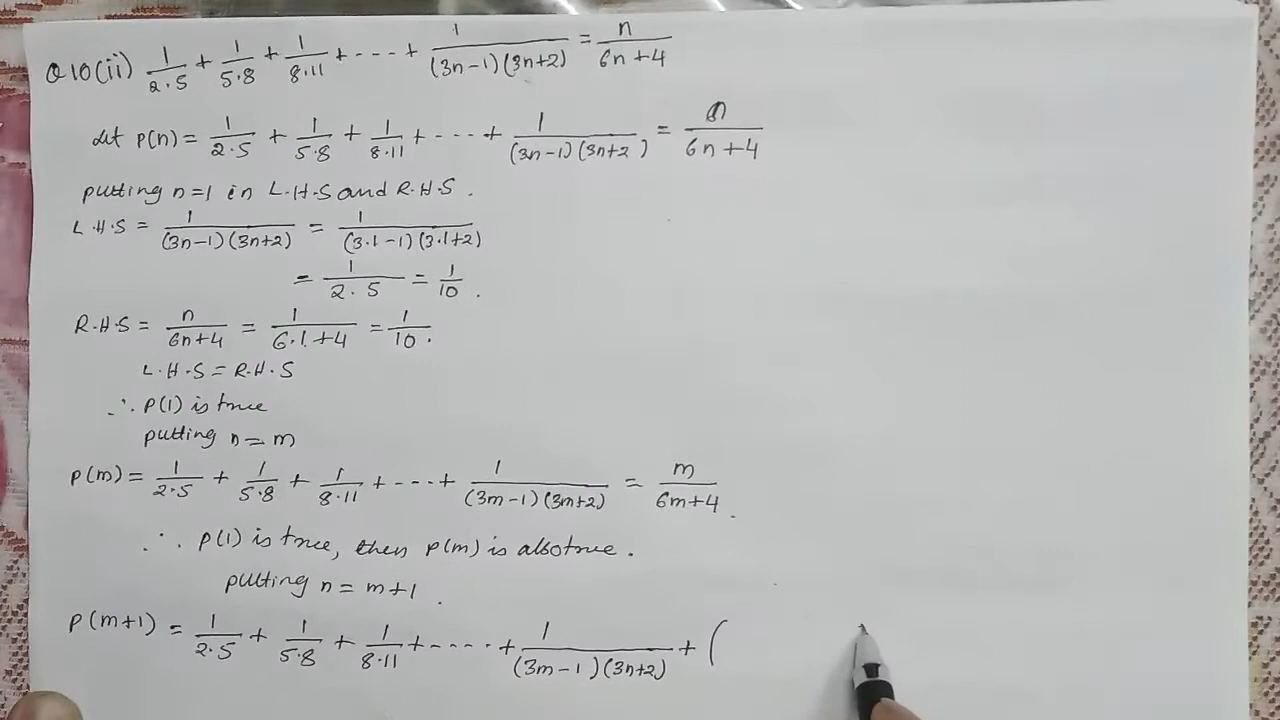 Q10(ii) 1/2·5 + 1/5·8 + 1/8·11 + ---- + 1/(3n-1)(3n+2) = n/6n+4
Let p(n) = 1/2·5 + 1/5·8 + 1/8·11 + ---- + 1/(3n-1)(3n+2) = n/6n+4
putting n=1 in L.H.S and R.H.S.
L.H.S = 1/(3n-1)(3n+2) = 1/(3·1-1)(3·1+2)
= 1/2·5 = 1/10.
R.H.S = n/6n+4 = 1/6·1+4 = 1/10.
L.H.S = R.H.S
∴ P(1) is true
putting n=m
p(m) = 1/2·5 + 1/5·8 + 1/8·11 + ---+ 1/(3m-1)(3m+2) = m/6m+4.
∴ p(1) is true, then p(m) is also true.
putting n = m+1.
p(m+1) = 1/2·5 + 1/5·8 + 1/8·11 +----+ 1/(3m-1)(3n+2) + (